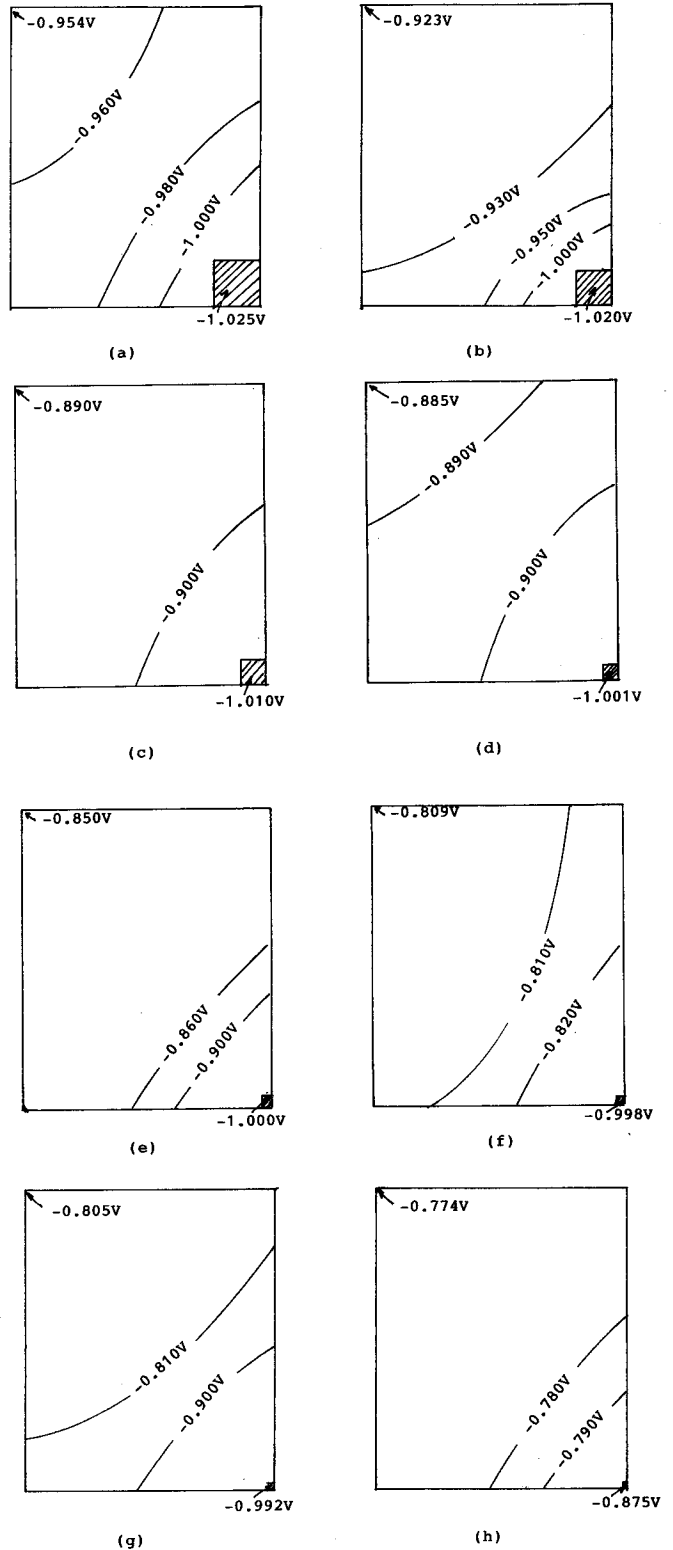 -0.954V
-0.960V
-0.980V
-1.000V
-1.025V
(a)
-0.923V
-0.930V
-0.950V
-1.000V
-1.020V
(b)
-0.890V
-0.900V
-1.010V
(c)
-0.885V
-0.890V
-0.900V
-1.001V
(d)
-0.850V
-0.860V
-0.900V
-1.000V
(e)
-0.809V
-0.810V
-0.820V
-0.998V
(f)
-0.805V
-0.810V
-0.900V
-0.992V
(g)
-0.774V
-0.780V
-0.790V
-0.875V
(h)